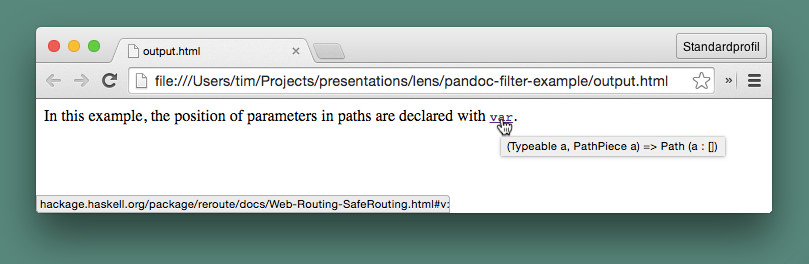 output.html
Standardprofil
file:///Users/tim/Projects/presentations/lens/pandoc-filter-example/output.html
In this example, the position of parameters in paths are declared with var.
(Typeable a, PathPiece a) => Path (a : [])
hackage.haskell.org/package/reroute/docs/Web-Routing-SafeRouting.html#v: